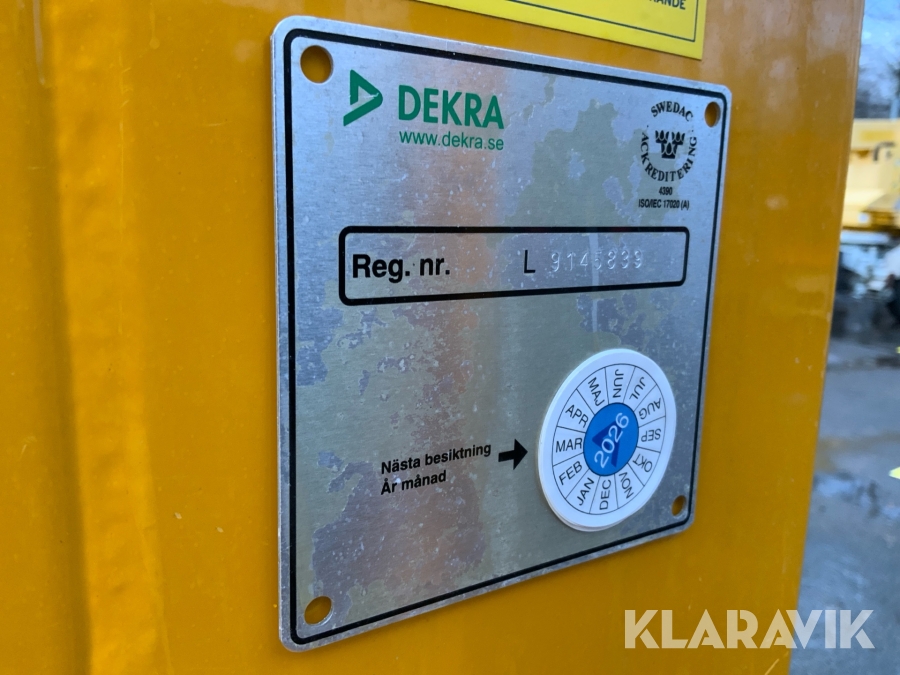 RANDE
DEKRA
www.dekra.se
SWEDAC
ACKREDITERING
4390
ISO/IEC 17020 (A)
Reg. nr. L 9145839
Nästa besiktning
År månad
JAN
FEB
MAR
APR
MAJ
JUN
JUL
AUG
SEP
OKT
NOV
DEC
2026
KLARAVIK